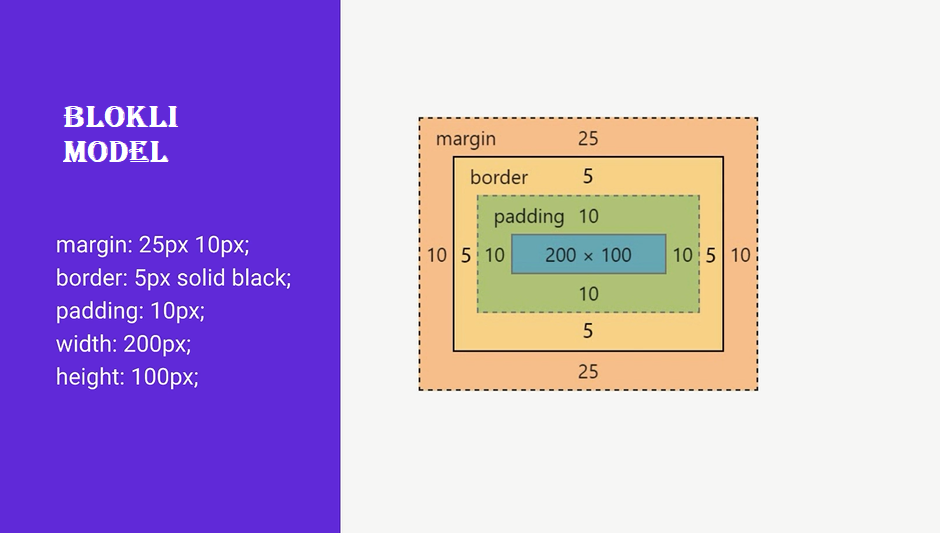 BLOKLI
MODEL
margin: 25px 10px;
border: 5px solid black;
padding: 10px;
width: 200px;
height: 100px;
margin 25
border 5
padding 10
10 5 10 200 × 100 10 5 10
10
5
25